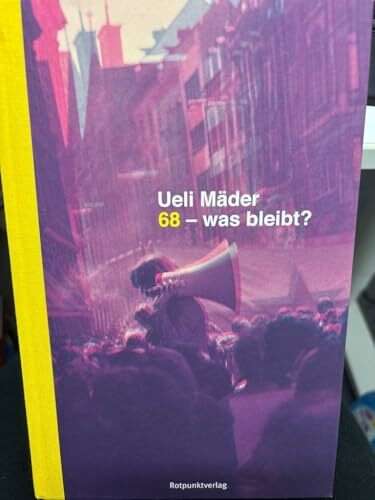 Ueli Mäder
68 – was bleibt?
Rotpunktverlag